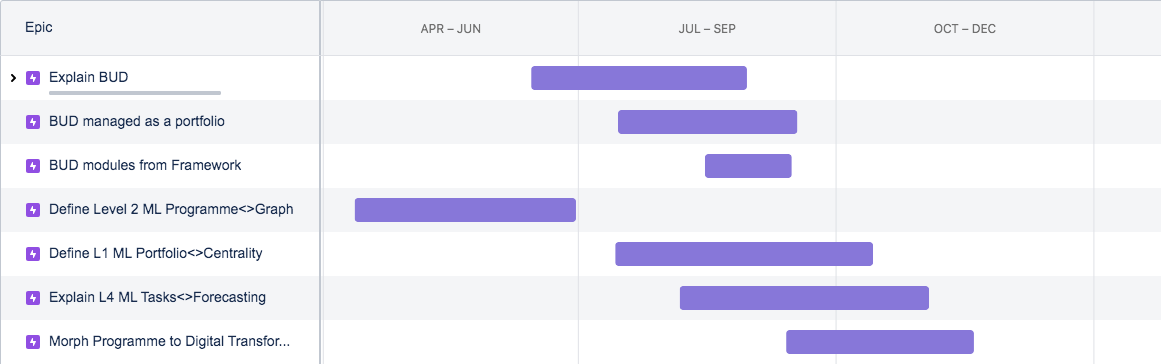 Epic
APR – JUN
JUL – SEP
OCT – DEC
Explain BUD
BUD managed as a portfolio
BUD modules from Framework
Define Level 2 ML Programme<>Graph
Define L1 ML Portfolio<>Centrality
Explain L4 ML Tasks<>Forecasting
Morph Programme to Digital Transfor...